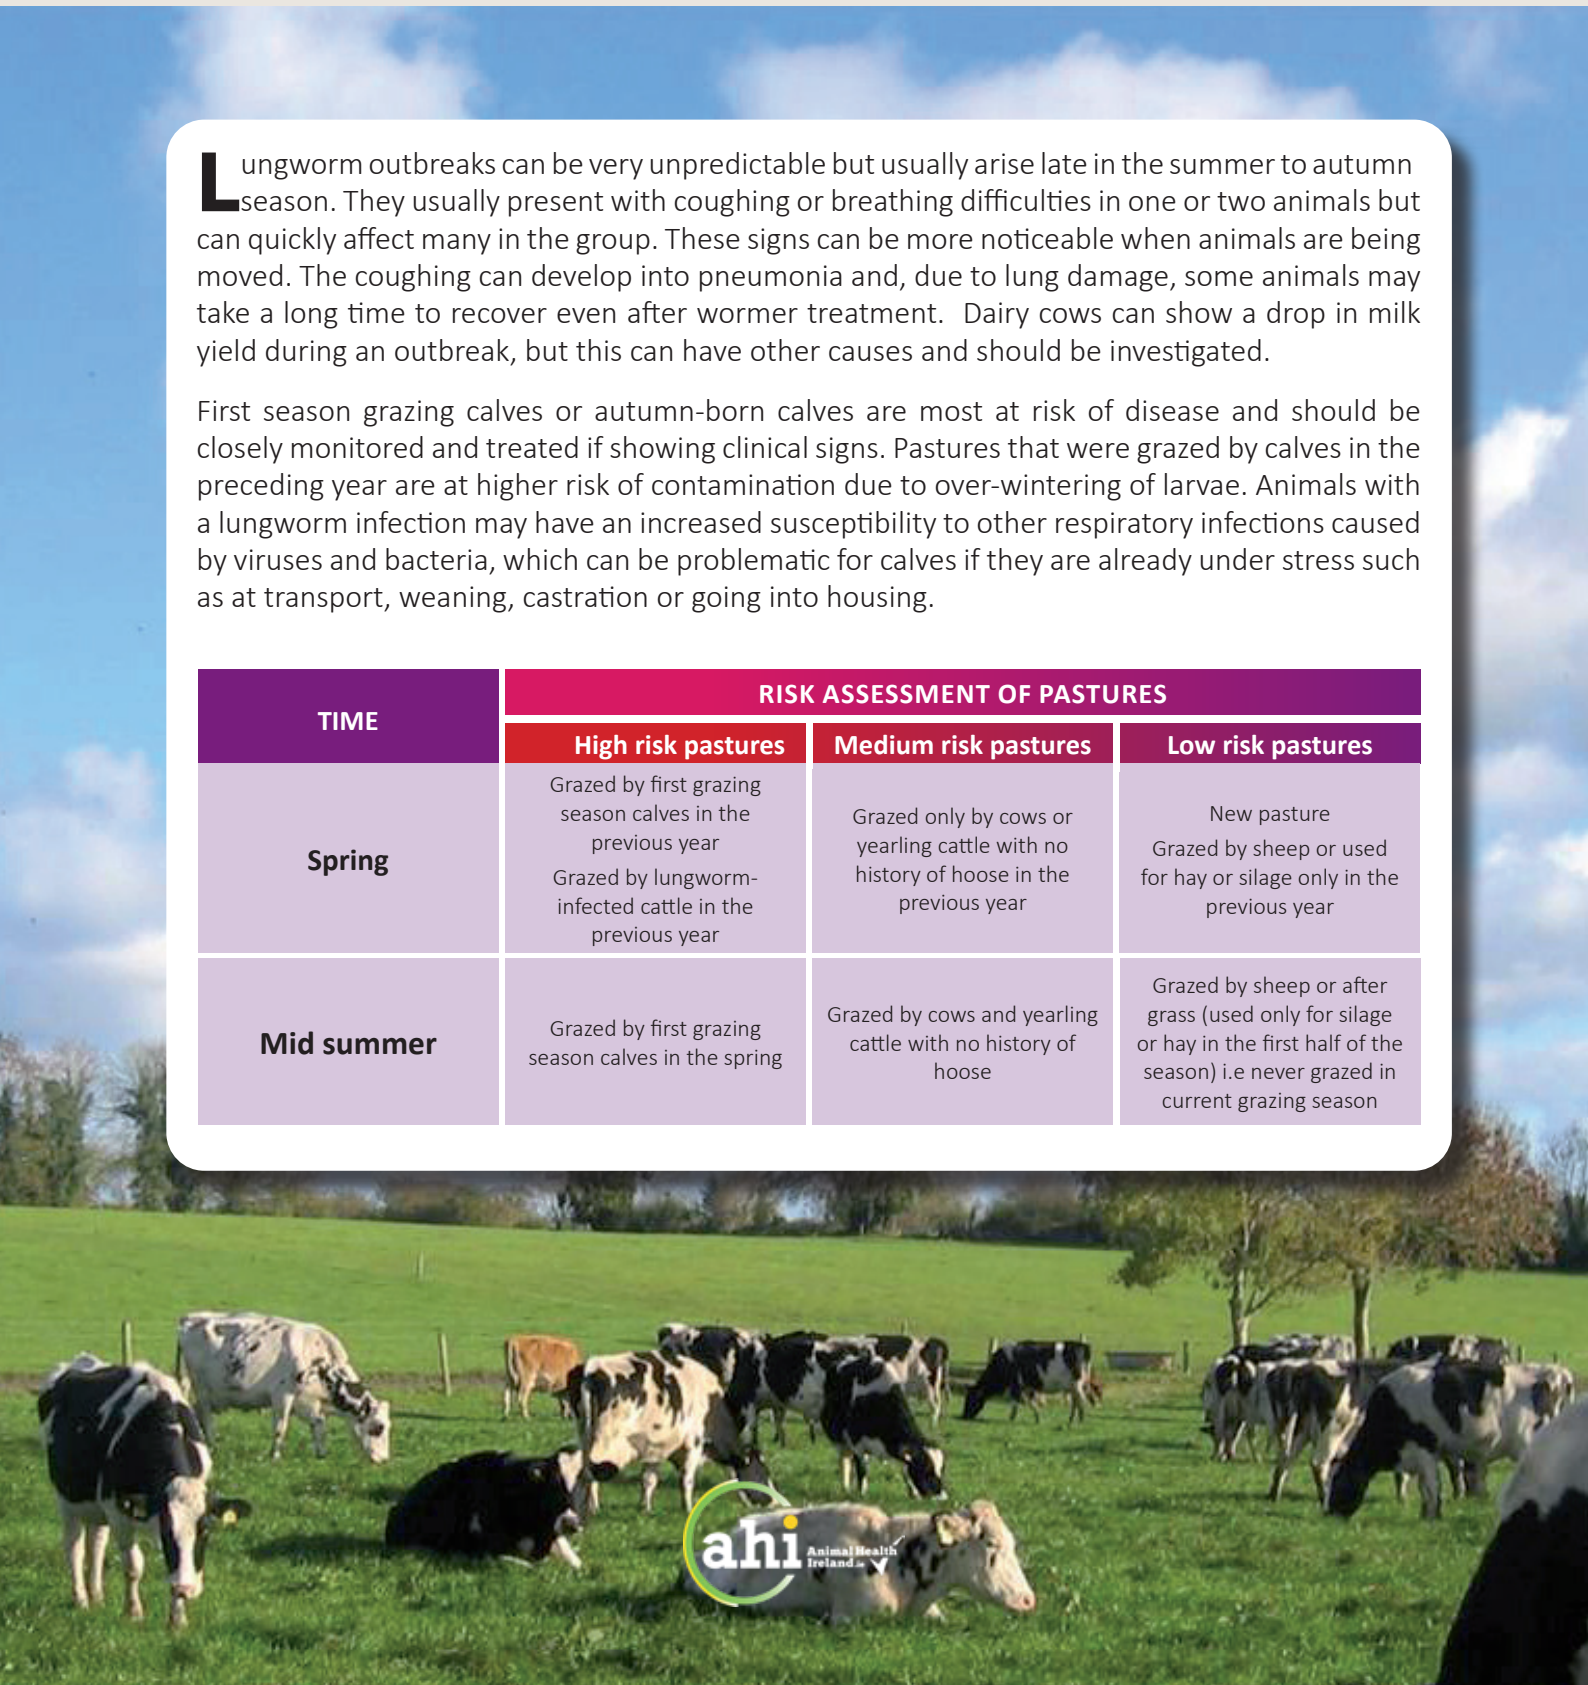 Lungworm outbreaks can be very unpredictable but usually arise late in the summer to autumn
season. They usually present with coughing or breathing difficulties in one or two animals but
can quickly affect many in the group. These signs can be more noticeable when animals are being
moved. The coughing can develop into pneumonia and, due to lung damage, some animals may
take a long time to recover even after wormer treatment. Dairy cows can show a drop in milk
yield during an outbreak, but this can have other causes and should be investigated.
First season grazing calves or autumn-born calves are most at risk of disease and should be
closely monitored and treated if showing clinical signs. Pastures that were grazed by calves in the
preceding year are at higher risk of contamination due to over-wintering of larvae. Animals with
a lungworm infection may have an increased susceptibility to other respiratory infections caused
by viruses and bacteria, which can be problematic for calves if they are already under stress such
as at transport, weaning, castration or going into housing.
TIME
RISK ASSESSMENT OF PASTURES
High risk pastures
Medium risk pastures
Low risk pastures
Spring
Grazed by first grazing
season calves in the
previous year
Grazed by lungworm-
infected cattle in the
previous year
Grazed only by cows or
yearling cattle with no
history of hoose in the
previous year
New pasture
Grazed by sheep or used
for hay or silage only in the
previous year
Mid summer
Grazed by first grazing
season calves in the spring
Grazed by cows and yearling
cattle with no history of
hoose
Grazed by sheep or after
grass (used only for silage
or hay in the first half of the
season) i.e never grazed in
current grazing season
ahi
Animal Health
Ireland.ie